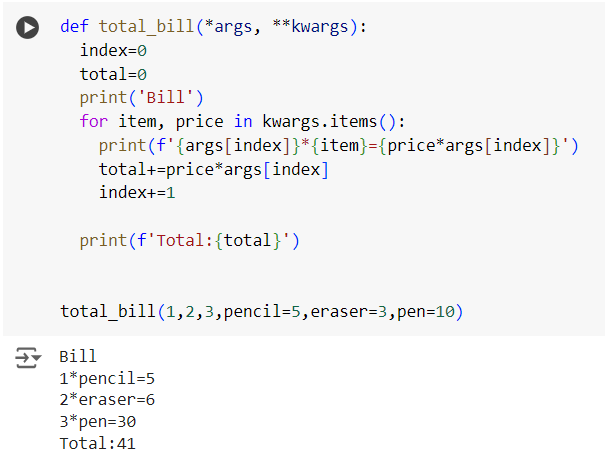 def total_bill(*args, **kwargs):
  index=0
  total=0
  print('Bill')
  for item, price in kwargs.items():
    print(f'{args[index]}*{item}={price*args[index]}')
    total+=price*args[index]
    index+=1
  print(f'Total:{total}')
total_bill(1,2,3,pencil=5,eraser=3,pen=10)
Bill
1*pencil=5
2*eraser=6
3*pen=30
Total:41